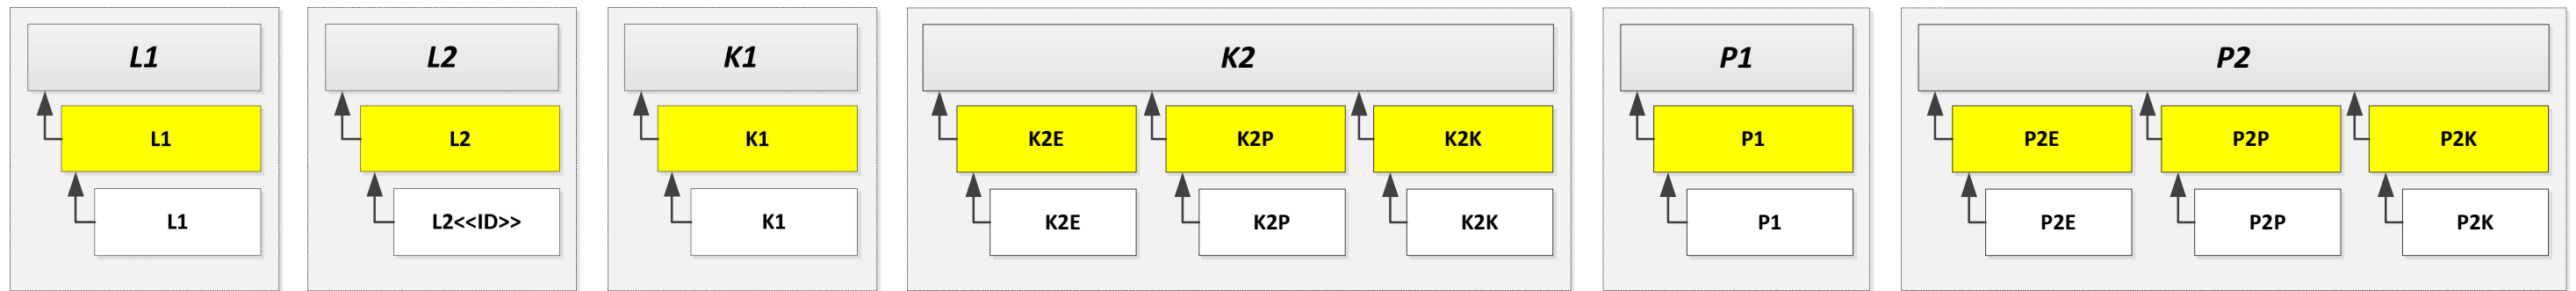 L1
L1
L1
L2
L2
L2<<ID>>
K1
K1
K1
K2
K2E
K2P
K2K
K2E
K2P
K2K
P1
P1
P1
P2
P2E
P2P
P2K
P2E
P2P
P2K